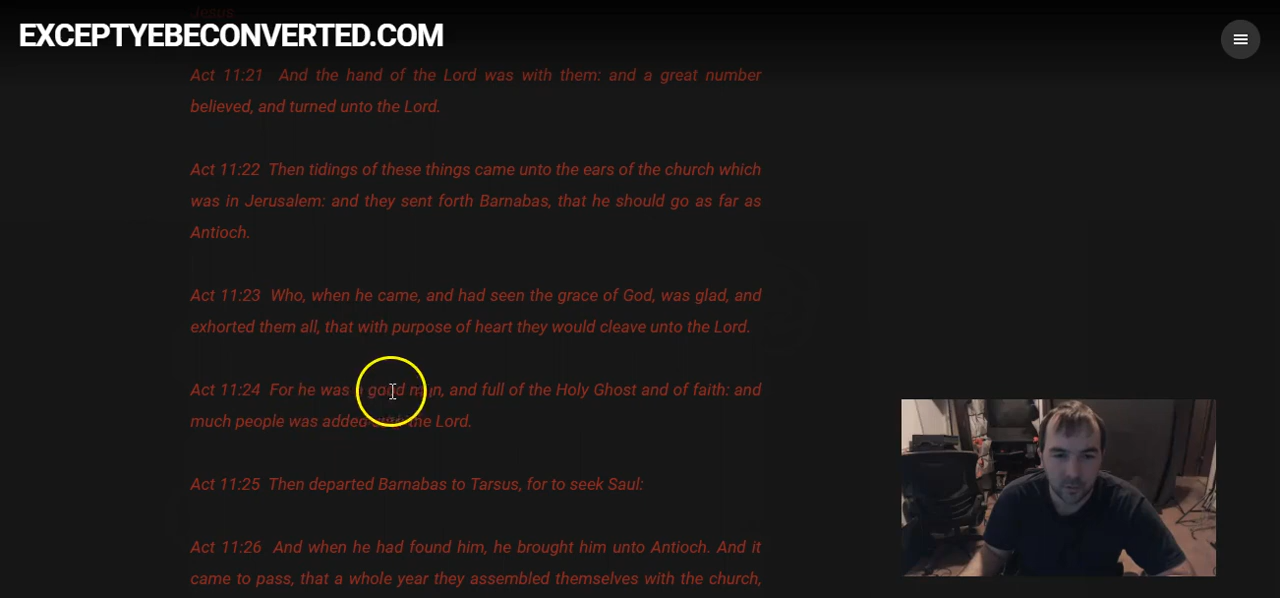 Jesus.
EXCEPTYEBECONVERTED.COM
Act 11:21 And the hand of the Lord was with them: and a great number
believed, and turned unto the Lord.
Act 11:22 Then tidings of these things came unto the ears of the church which
was in Jerusalem: and they sent forth Barnabas, that he should go as far as
Antioch.
Act 11:23 Who, when he came, and had seen the grace of God, was glad, and
exhorted them all, that with purpose of heart they would cleave unto the Lord.
Act 11:24 For he was a good man, and full of the Holy Ghost and of faith: and
much people was added unto the Lord.
Act 11:25 Then departed Barnabas to Tarsus, for to seek Saul:
Act 11:26 And when he had found him, he brought him unto Antioch. And it
came to pass, that a whole year they assembled themselves with the church,